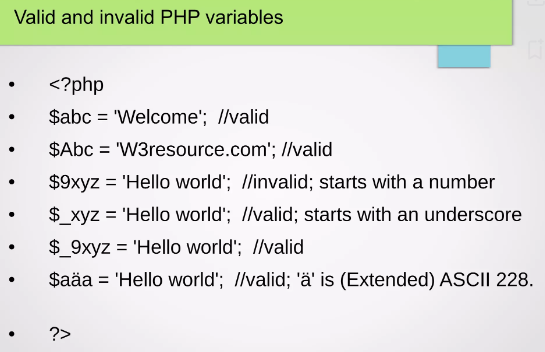 Valid and invalid PHP variables
• <?php
• $abc = 'Welcome';  //valid
• $Abc = 'W3resource.com'; //valid
• $9xyz = 'Hello world';  //invalid; starts with a number
• $_xyz = 'Hello world';  //valid; starts with an underscore
• $_9xyz = 'Hello world';  //valid
• $aäa = 'Hello world';  //valid; 'ä' is (Extended) ASCII 228.
• ?>